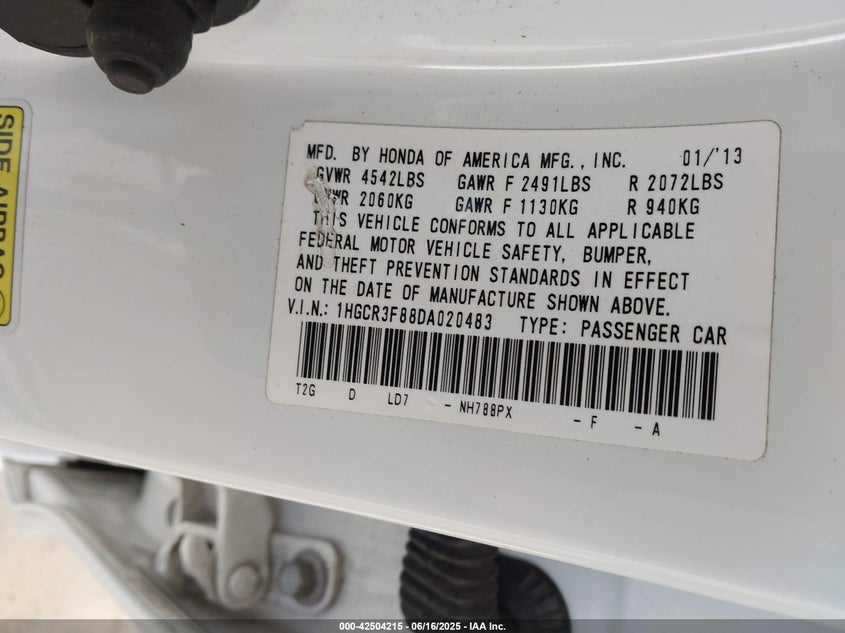 SIDE AIRBAG
MFD. BY HONDA OF AMERICA MFG., INC. 01/'13
GVWR 4542LBS GAWR F 2491LBS R 2072LBS
2060KG GAWR F 1130KG R 940KG
THIS VEHICLE CONFORMS TO ALL APPLICABLE
FEDERAL MOTOR VEHICLE SAFETY, BUMPER,
AND THEFT PREVENTION STANDARDS IN EFFECT
ON THE DATE OF MANUFACTURE SHOWN ABOVE.
V.I.N.: 1HGCR3F88DA020483 TYPE: PASSENGER CAR
T2G D LD7 - NH788PX - F - A
000-42504215 - 06/16/2025 - IAA Inc.